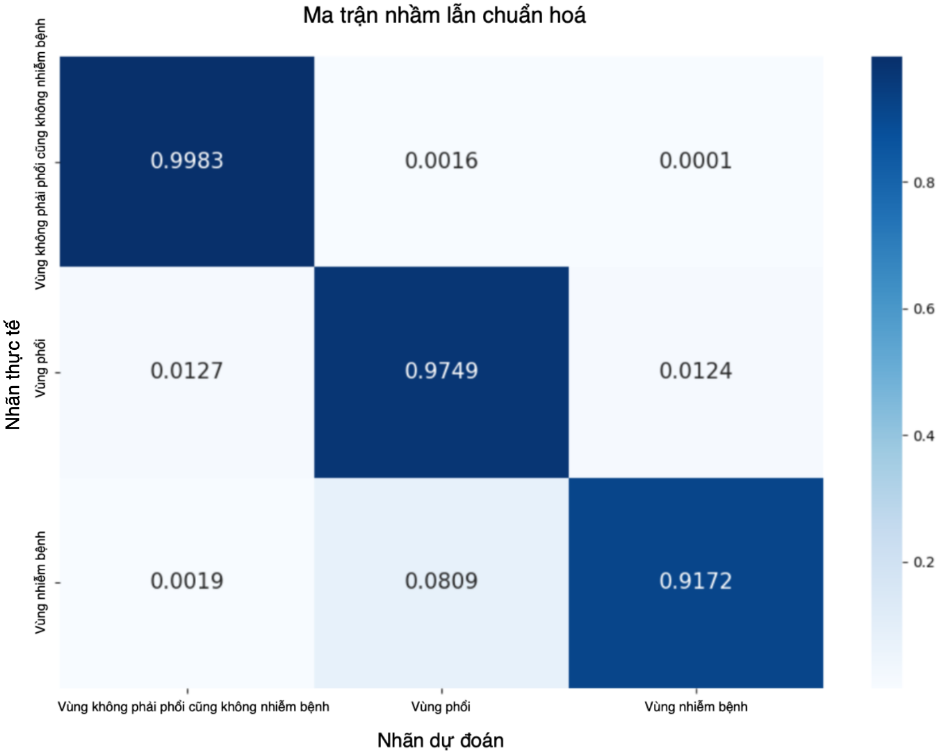 Ma trận nhầm lẫn chuẩn hoá
Nhãn thực tế
Vùng không phải phổi cũng không nhiễm bệnh
0.9983
0.0016
0.0001
Vùng phổi
0.0127
0.9749
0.0124
Vùng nhiễm bệnh
0.0019
0.0809
0.9172
Vùng không phải phổi cũng không nhiễm bệnh
Vùng phổi
Vùng nhiễm bệnh
Nhãn dự đoán
0.8
0.6
0.4
0.2